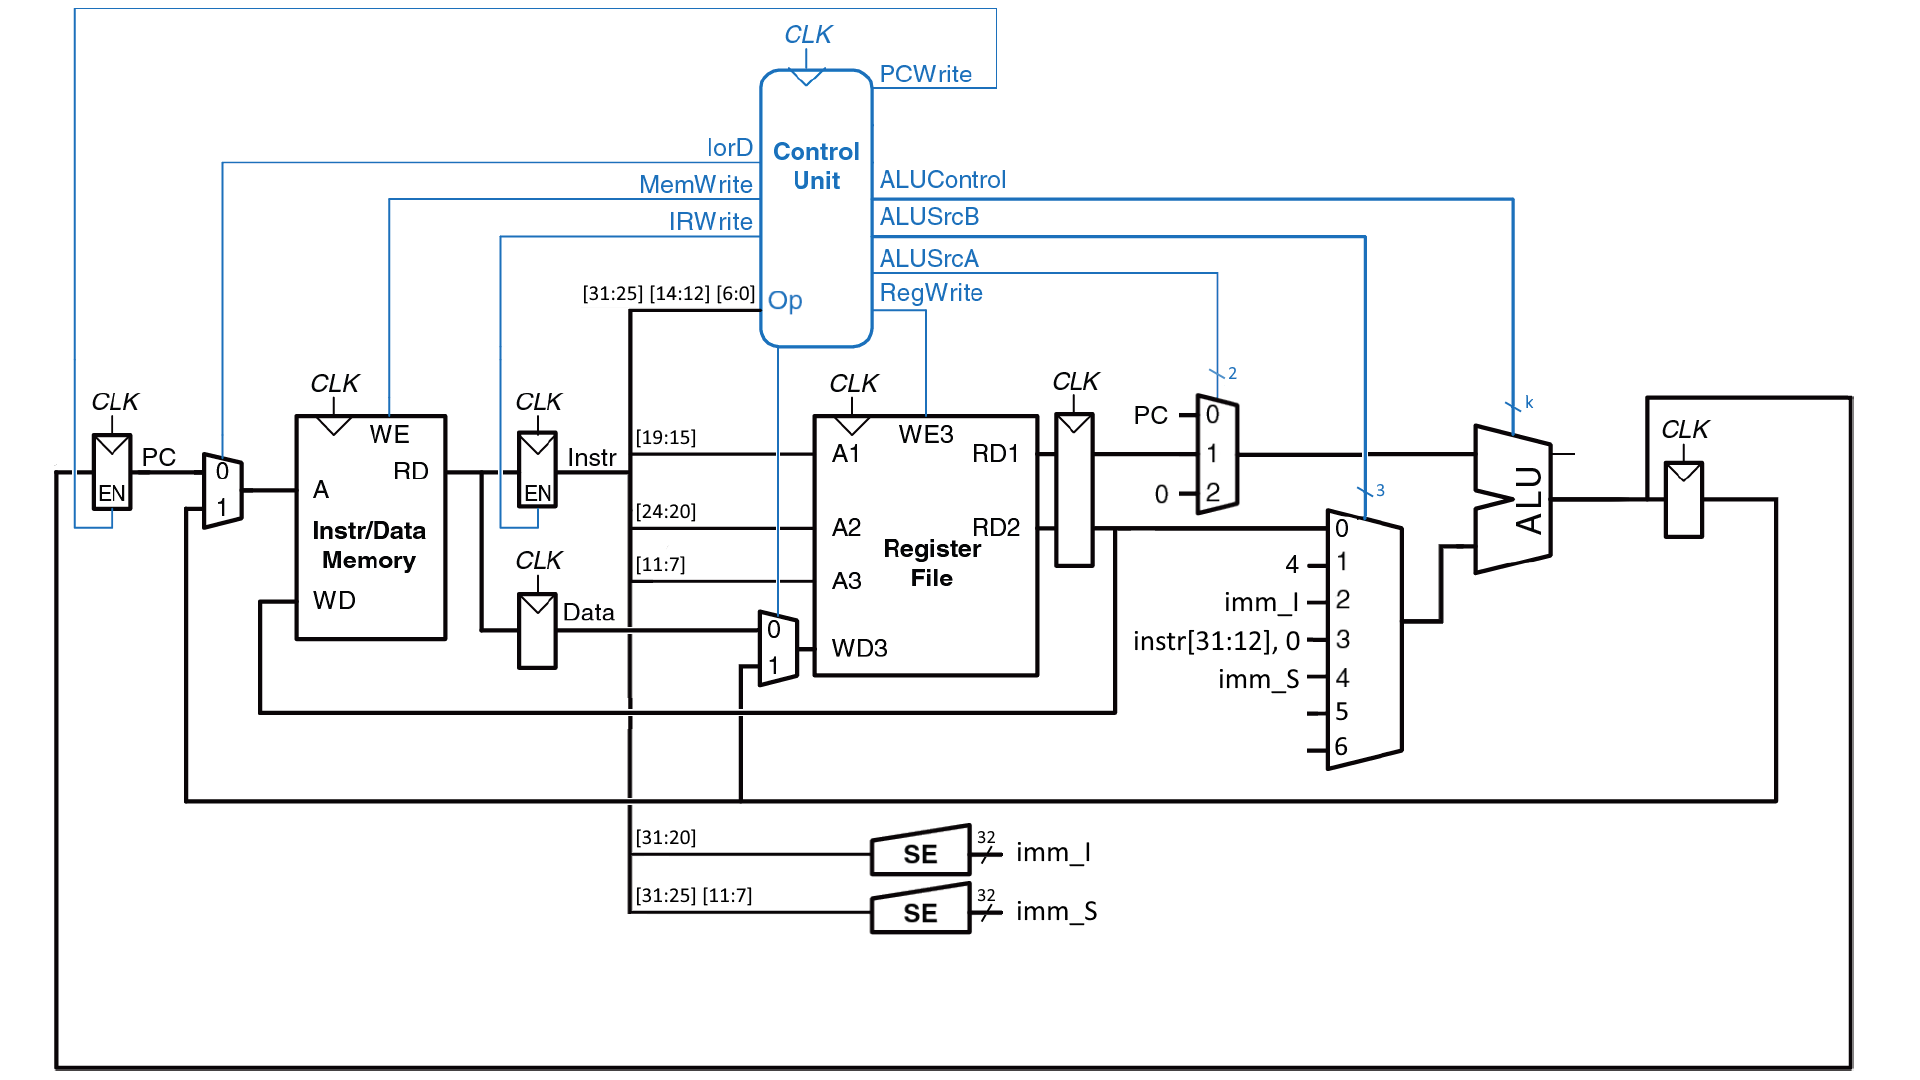 CLK
PCWrite
IorD
Control
Unit
MemWrite
ALUControl
IRWrite
ALUSrcB
ALUSrcA
[31:25] [14:12] [6:0]
Op
RegWrite
CLK
CLK
CLK
CLK
CLK
2
k
CLK
PC
0
1
EN
WE
RD
A
Instr/Data
Memory
WD
Instr
EN
CLK
Data
[19:15]
[24:20]
[11:7]
A1
A2
A3
WE3
RD1
RD2
Register
File
WD3
0
1
PC
0
1
0
2
3
0
4
1
imm_I
2
instr[31:12], 0
3
imm_S
4
5
6
ALU
[31:20]
SE
32
imm_I
[31:25] [11:7]
SE
32
imm_S